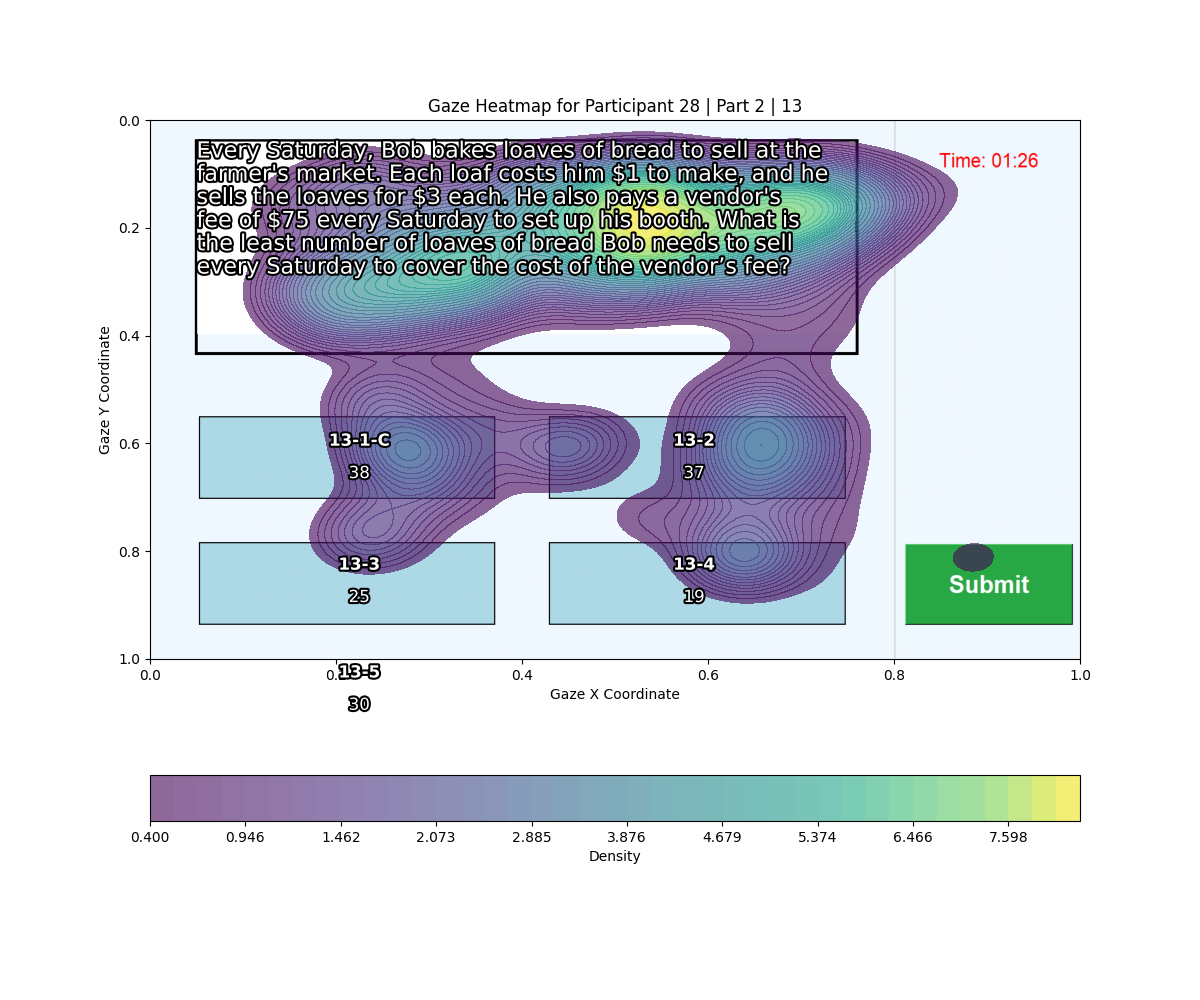 Gaze Heatmap for Participant 28 | Part 2 | 13
Every Saturday, Bob bakes loaves of bread to sell at the
farmer's market. Each loaf costs him $1 to make, and he
sells the loaves for $3 each. He also pays a vendor's
fee of $75 every Saturday to set up his booth. What is
the least number of loaves of bread Bob needs to sell
every Saturday to cover the cost of the vendor’s fee?
Time: 01:26
0.0
0.2
0.4
0.6
0.8
1.0
Gaze Y Coordinate
13-1-C
38
13-2
37
13-3
25
13-4
19
Submit
13-5
30
0.0
0.4
0.6
0.8
1.0
Gaze X Coordinate
0.400
0.946
1.462
2.073
2.885
3.876
4.679
5.374
6.466
7.598
Density